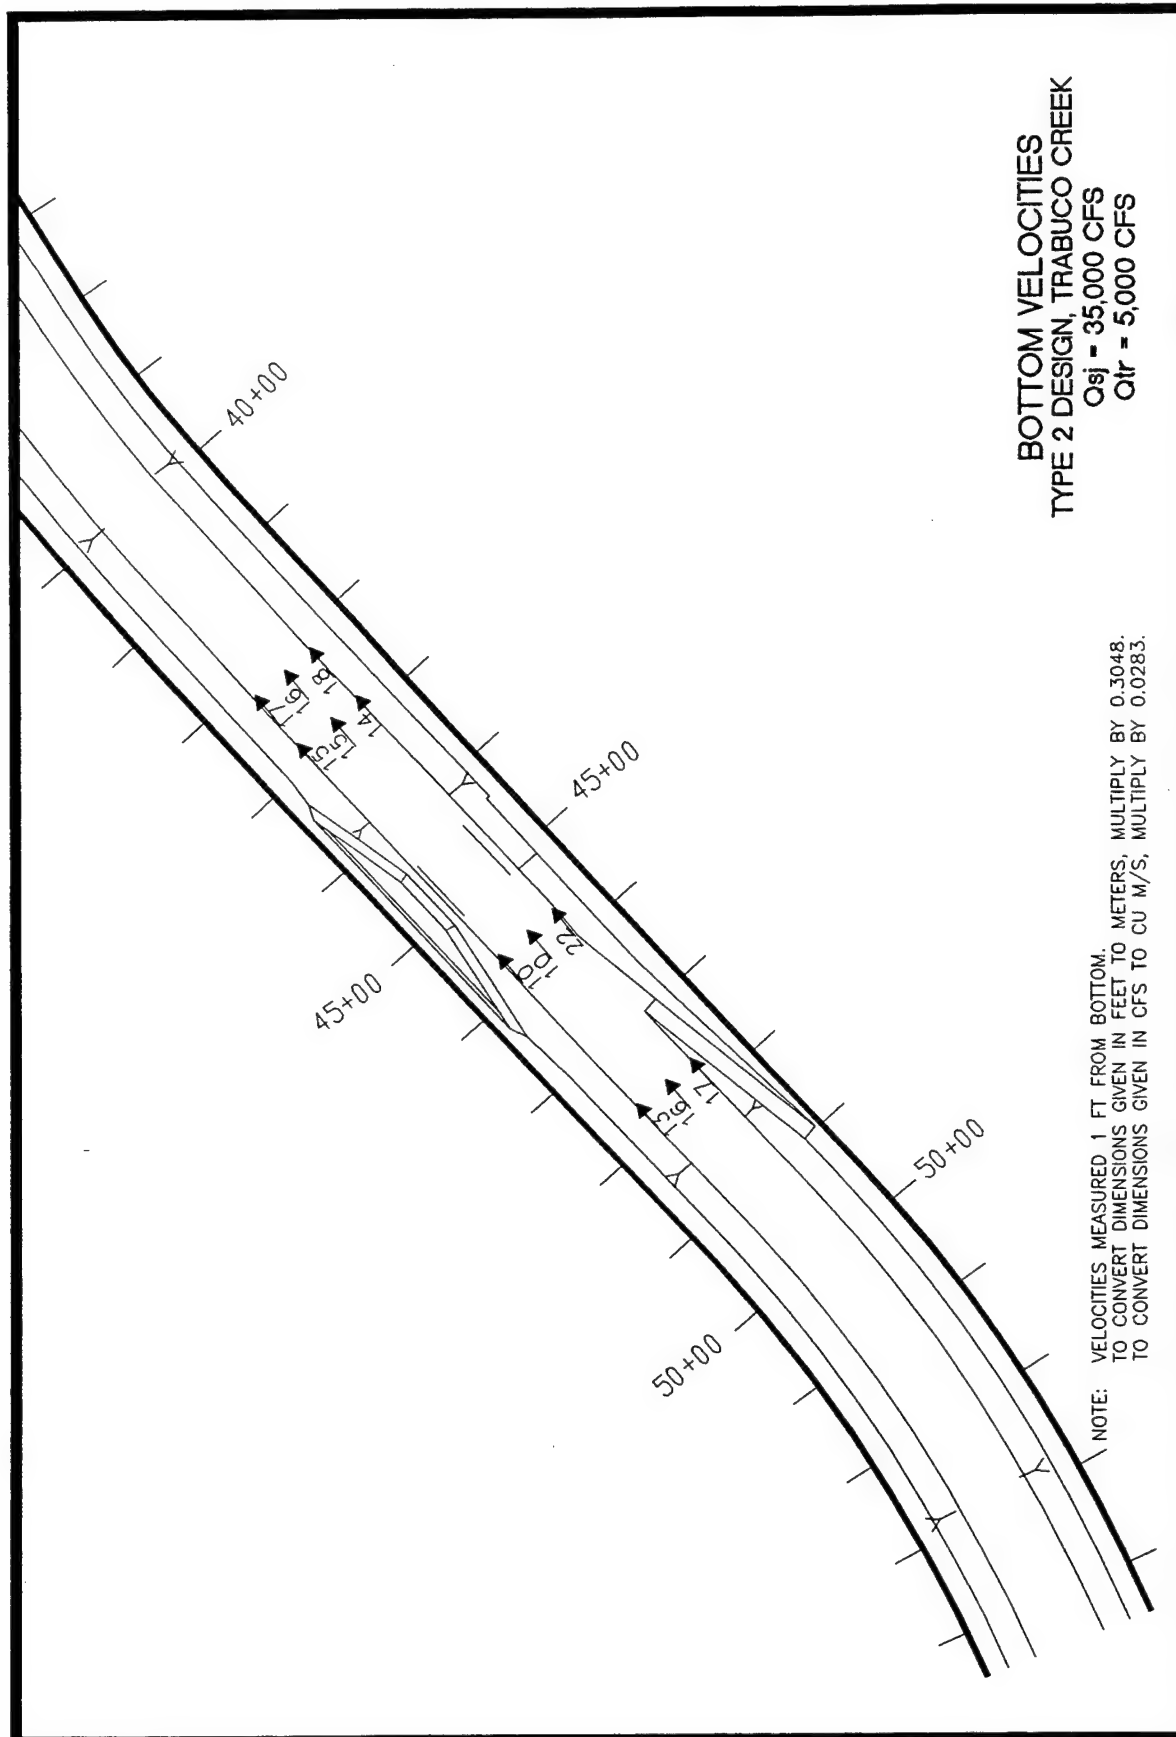 BOTTOM VELOCITIES
TYPE 2 DESIGN, TRABUCO CREEK
Qsj = 35,000 CFS
Qtr = 5,000 CFS
40+00
45+00
45+00
50+00
50+00
17
16
18
15
15
14
10
22
13
17
NOTE: VELOCITIES MEASURED 1 FT FROM BOTTOM.
TO CONVERT DIMENSIONS GIVEN IN FEET TO METERS, MULTIPLY BY 0.3048.
TO CONVERT DIMENSIONS GIVEN IN CFS TO CU M/S, MULTIPLY BY 0.0283.